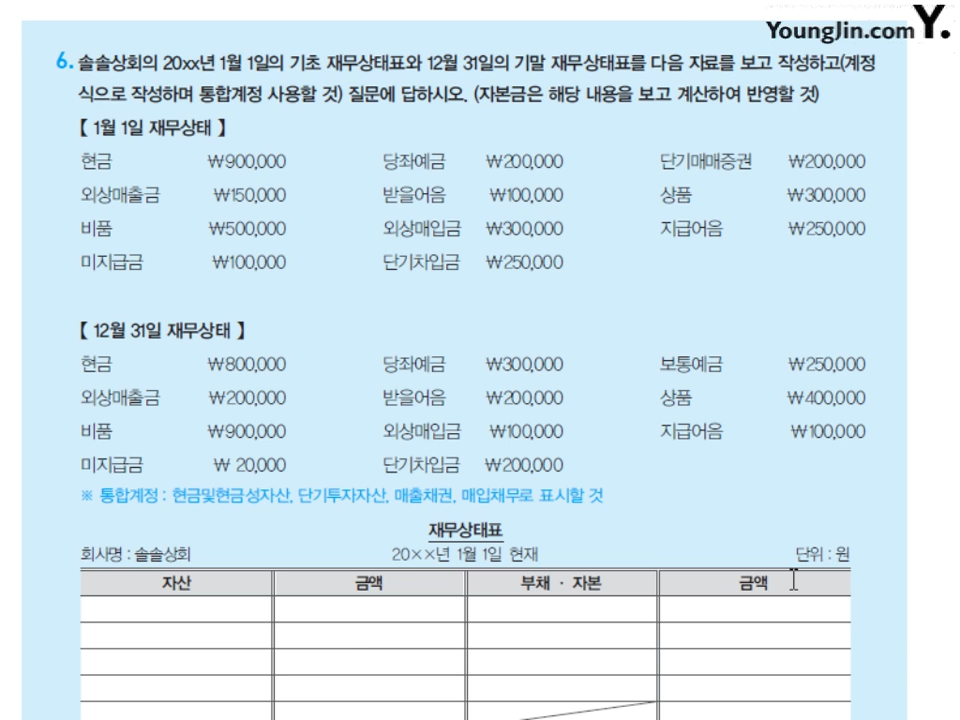 YoungJin.com Y.
6. 솔솔상회의 20xx년 1월 1일의 기초 재무상태표와 12월 31일의 기말 재무상태표를 다음 자료를 보고 작성하고(계정
식으로 작성하며 통합계정 사용할 것) 질문에 답하시오. (자본금은 해당 내용을 보고 계산하여 반영할 것)
【 1월 1일 재무상태 】
현금 ₩900,000 당좌예금 ₩200,000 단기매매증권 ₩200,000
외상매출금 ₩150,000 받을어음 ₩100,000 상품 ₩300,000
비품 ₩500,000 외상매입금 ₩300,000 지급어음 ₩250,000
미지급금 ₩100,000 단기차입금 ₩250,000
【 12월 31일 재무상태 】
현금 ₩800,000 당좌예금 ₩300,000 보통예금 ₩250,000
외상매출금 ₩200,000 받을어음 ₩200,000 상품 ₩400,000
비품 ₩900,000 외상매입금 ₩100,000 지급어음 ₩100,000
미지급금 ₩ 20,000 단기차입금 ₩200,000
※ 통합계정 : 현금및현금성자산, 단기투자자산, 매출채권, 매입채무로 표시할 것
재무상태표
회사명 : 솔솔상회 20××년 1월 1일 현재 단위 : 원
자산 금액 부채 · 자본 금액